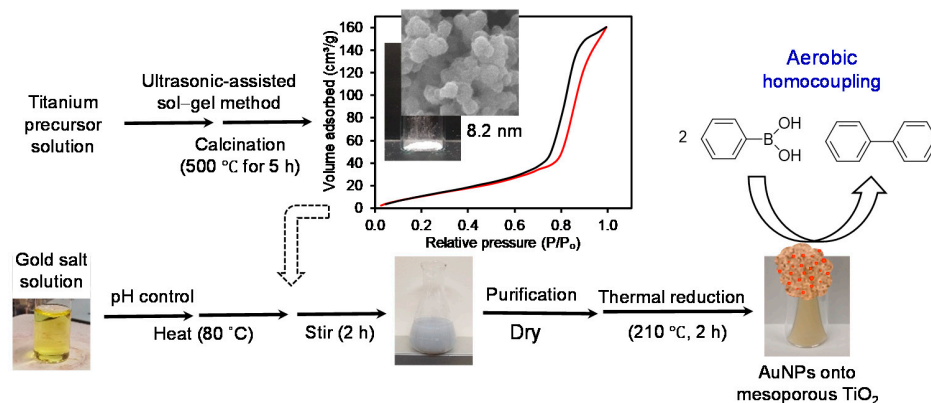 Titanium
precursor
solution
Ultrasonic-assisted
sol–gel method
Calcination
(500 °C for 5 h)
Volume adsorbed (cm³/g)
160
140
120
100
80
60
40
20
0
0.0
0.2
0.4
0.6
0.8
1.0
Relative pressure (P/P₀)
8.2 nm
Aerobic
homocoupling
2
B
OH
OH
Gold salt
solution
pH control
Heat (80 °C)
Stir (2 h)
Purification
Dry
Thermal reduction
(210 °C, 2 h)
AuNPs onto
mesoporous TiO₂